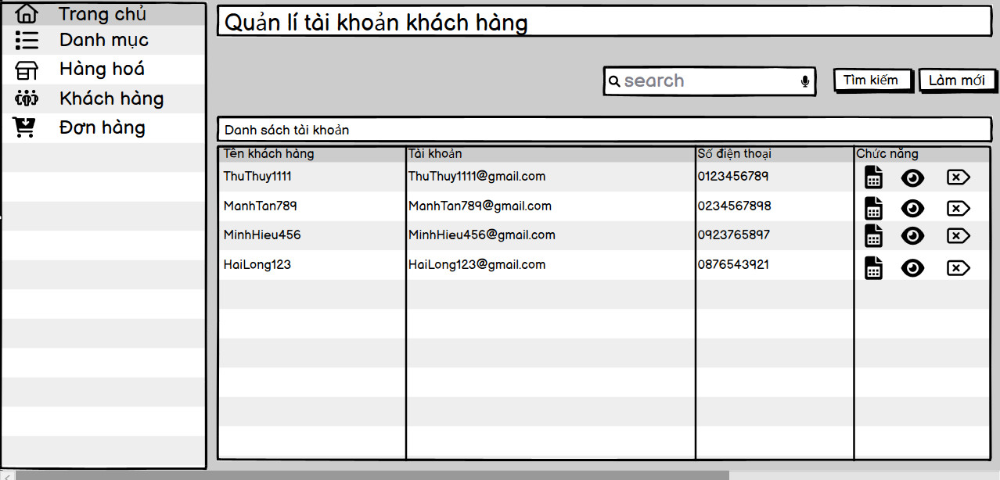 Trang chủ
Danh mục
Hàng hoá
Khách hàng
Đơn hàng
Quản lí tài khoản khách hàng
search
Tìm kiếm
Làm mới
Danh sách tài khoản
Tên khách hàng Tài khoản Số điện thoại Chức năng
ThuThuy1111 ThuThuy1111@gmail.com 0123456789
ManhTan789 ManhTan789@gmail.com 0234567898
MinhHieu456 MinhHieu456@gmail.com 0923765897
HaiLong123 HaiLong123@gmail.com 0876543921